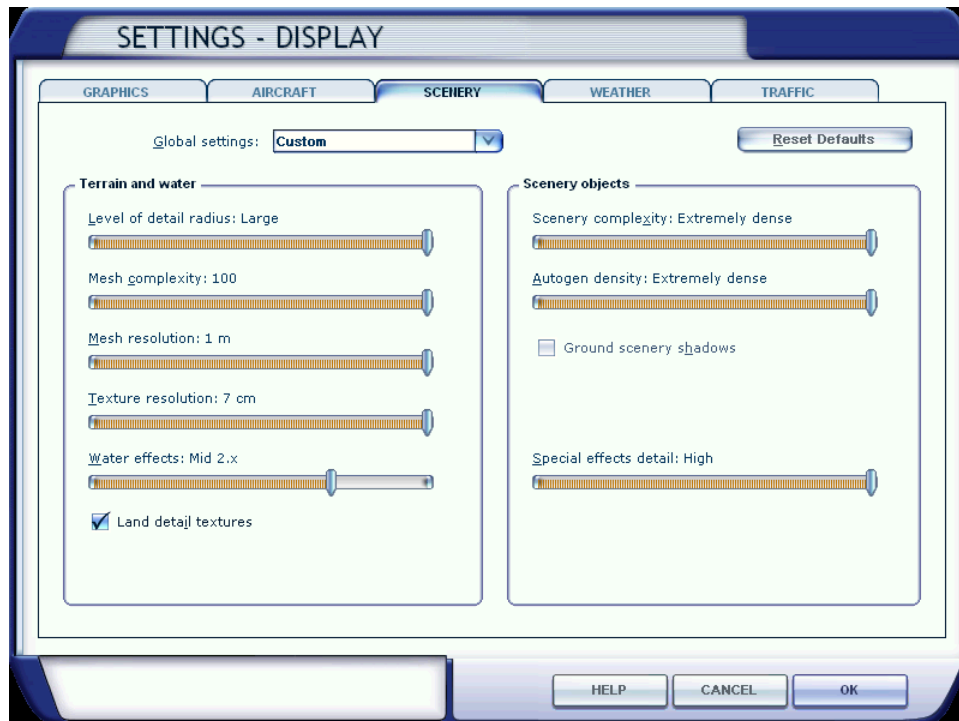 SETTINGS - DISPLAY
GRAPHICS
AIRCRAFT
SCENERY
WEATHER
TRAFFIC
Global settings: Custom
Reset Defaults
Terrain and water
Level of detail radius: Large
Mesh complexity: 100
Mesh resolution: 1 m
Texture resolution: 7 cm
Water effects: Mid 2.x
Land detail textures
Scenery objects
Scenery complexity: Extremely dense
Autogen density: Extremely dense
Ground scenery shadows
Special effects detail: High
HELP
CANCEL
OK